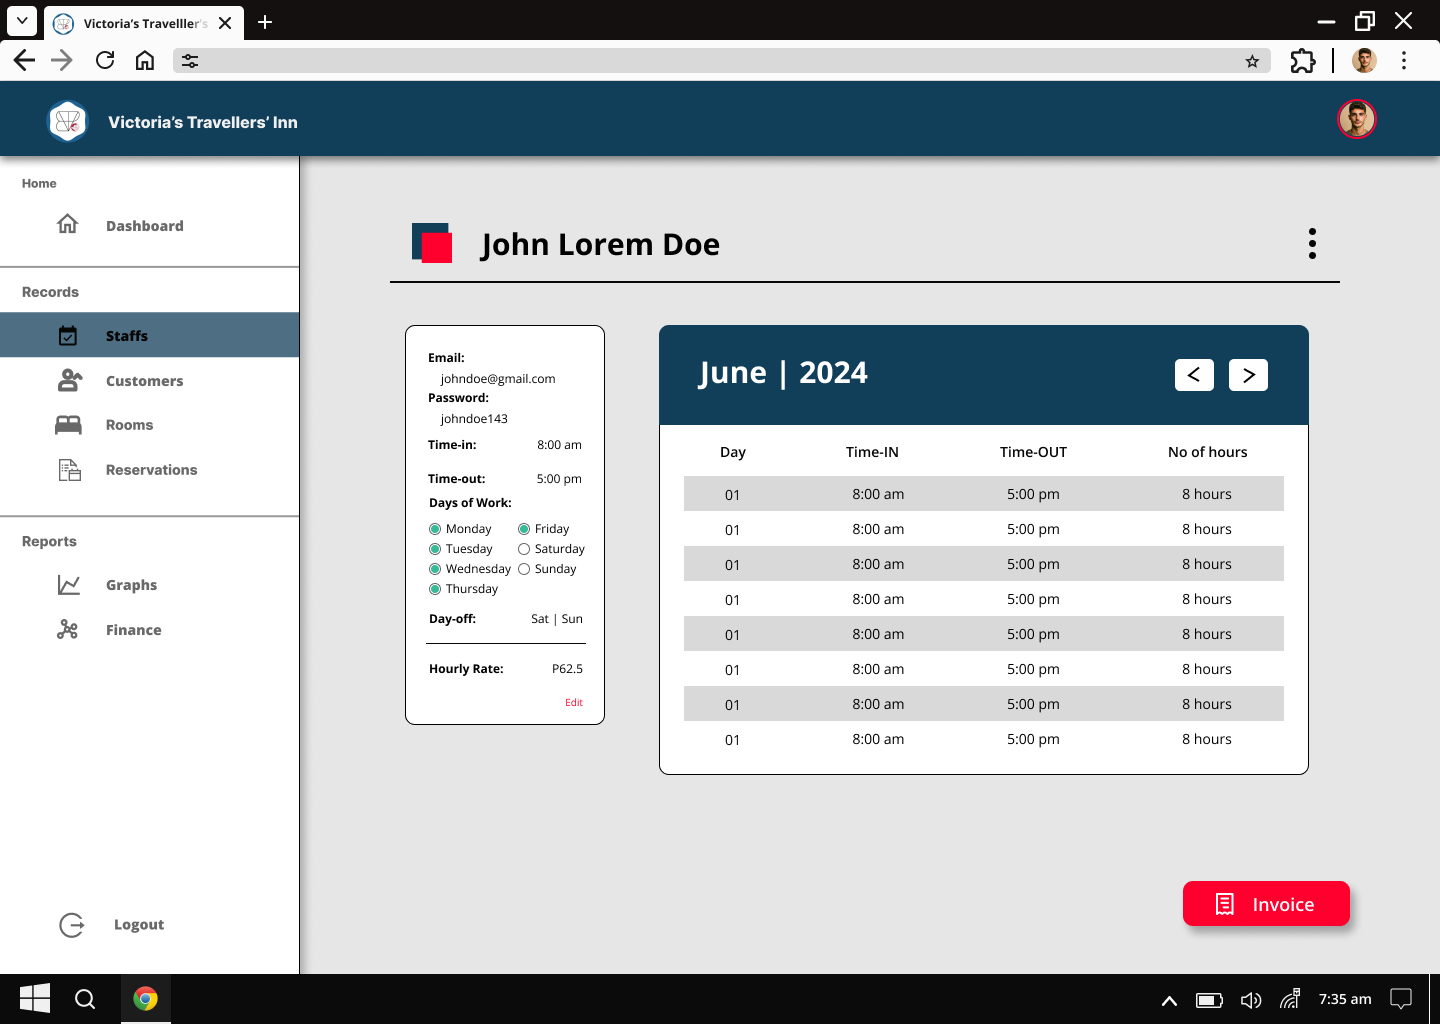 Victoria's Travelller's
Victoria's Travellers' Inn
Home
Dashboard
Records
Staffs
Customers
Rooms
Reservations
Reports
Graphs
Finance
Logout
John Lorem Doe
Email:
johndoe@gmail.com
Password:
johndoe143
Time-in: 8:00 am
Time-out: 5:00 pm
Days of Work:
Monday Friday
Tuesday Saturday
Wednesday Sunday
Thursday
Day-off: Sat | Sun
Hourly Rate: P62.5
Edit
June | 2024
< >
Day Time-IN Time-OUT No of hours
01 8:00 am 5:00 pm 8 hours
01 8:00 am 5:00 pm 8 hours
01 8:00 am 5:00 pm 8 hours
01 8:00 am 5:00 pm 8 hours
01 8:00 am 5:00 pm 8 hours
01 8:00 am 5:00 pm 8 hours
01 8:00 am 5:00 pm 8 hours
01 8:00 am 5:00 pm 8 hours
Invoice
7:35 am